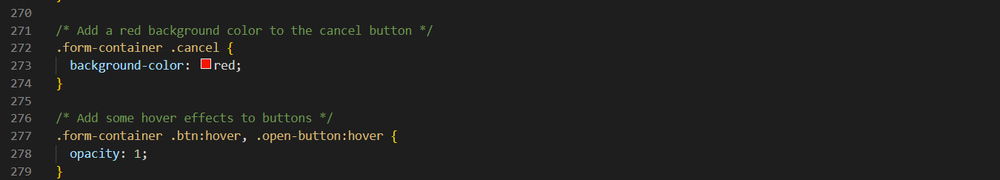 270
271 /* Add a red background color to the cancel button */
272 .form-container .cancel {
273 background-color: red;
274 }
275
276 /* Add some hover effects to buttons */
277 .form-container .btn:hover, .open-button:hover {
278 opacity: 1;
279 }